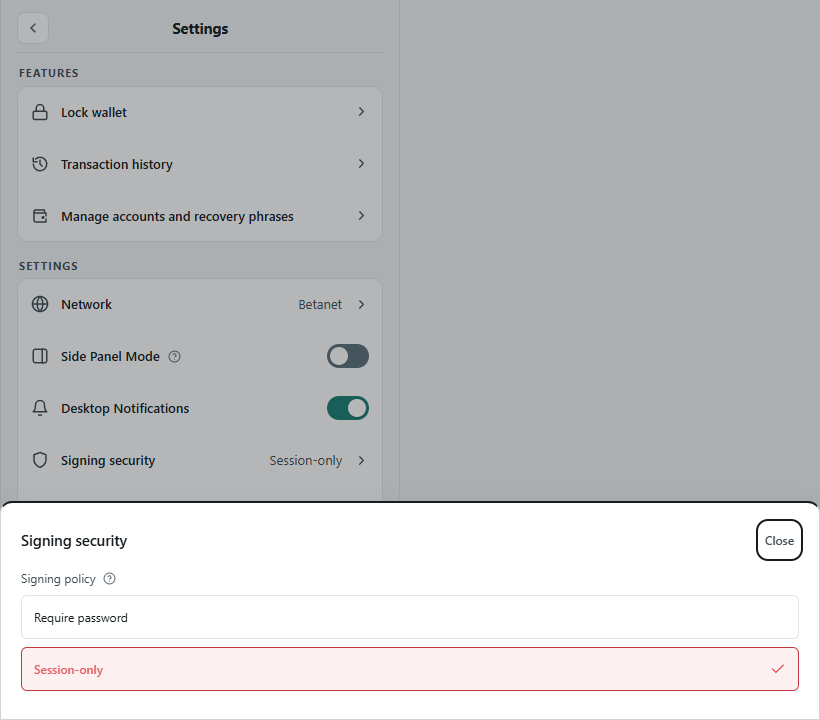 Settings
FEATURES
Lock wallet
Transaction history
Manage accounts and recovery phrases
SETTINGS
Network Betanet
Side Panel Mode
Desktop Notifications
Signing security Session-only
Signing security Close
Signing policy
Require password
Session-only